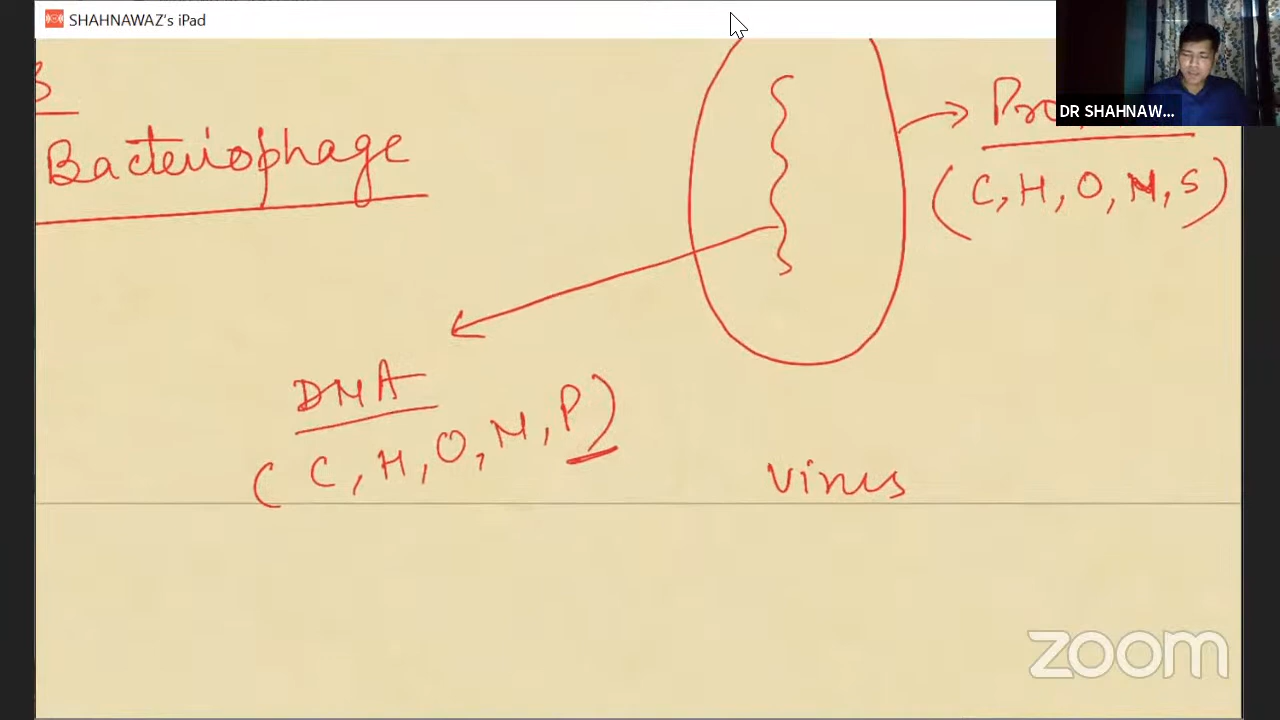 SHAHNAWAZ's iPad
DR SHAHNAW...
Bacteriophage
(C, H, O, N, S)
DNA
(C, H, O, N, P)
Virus
zoom